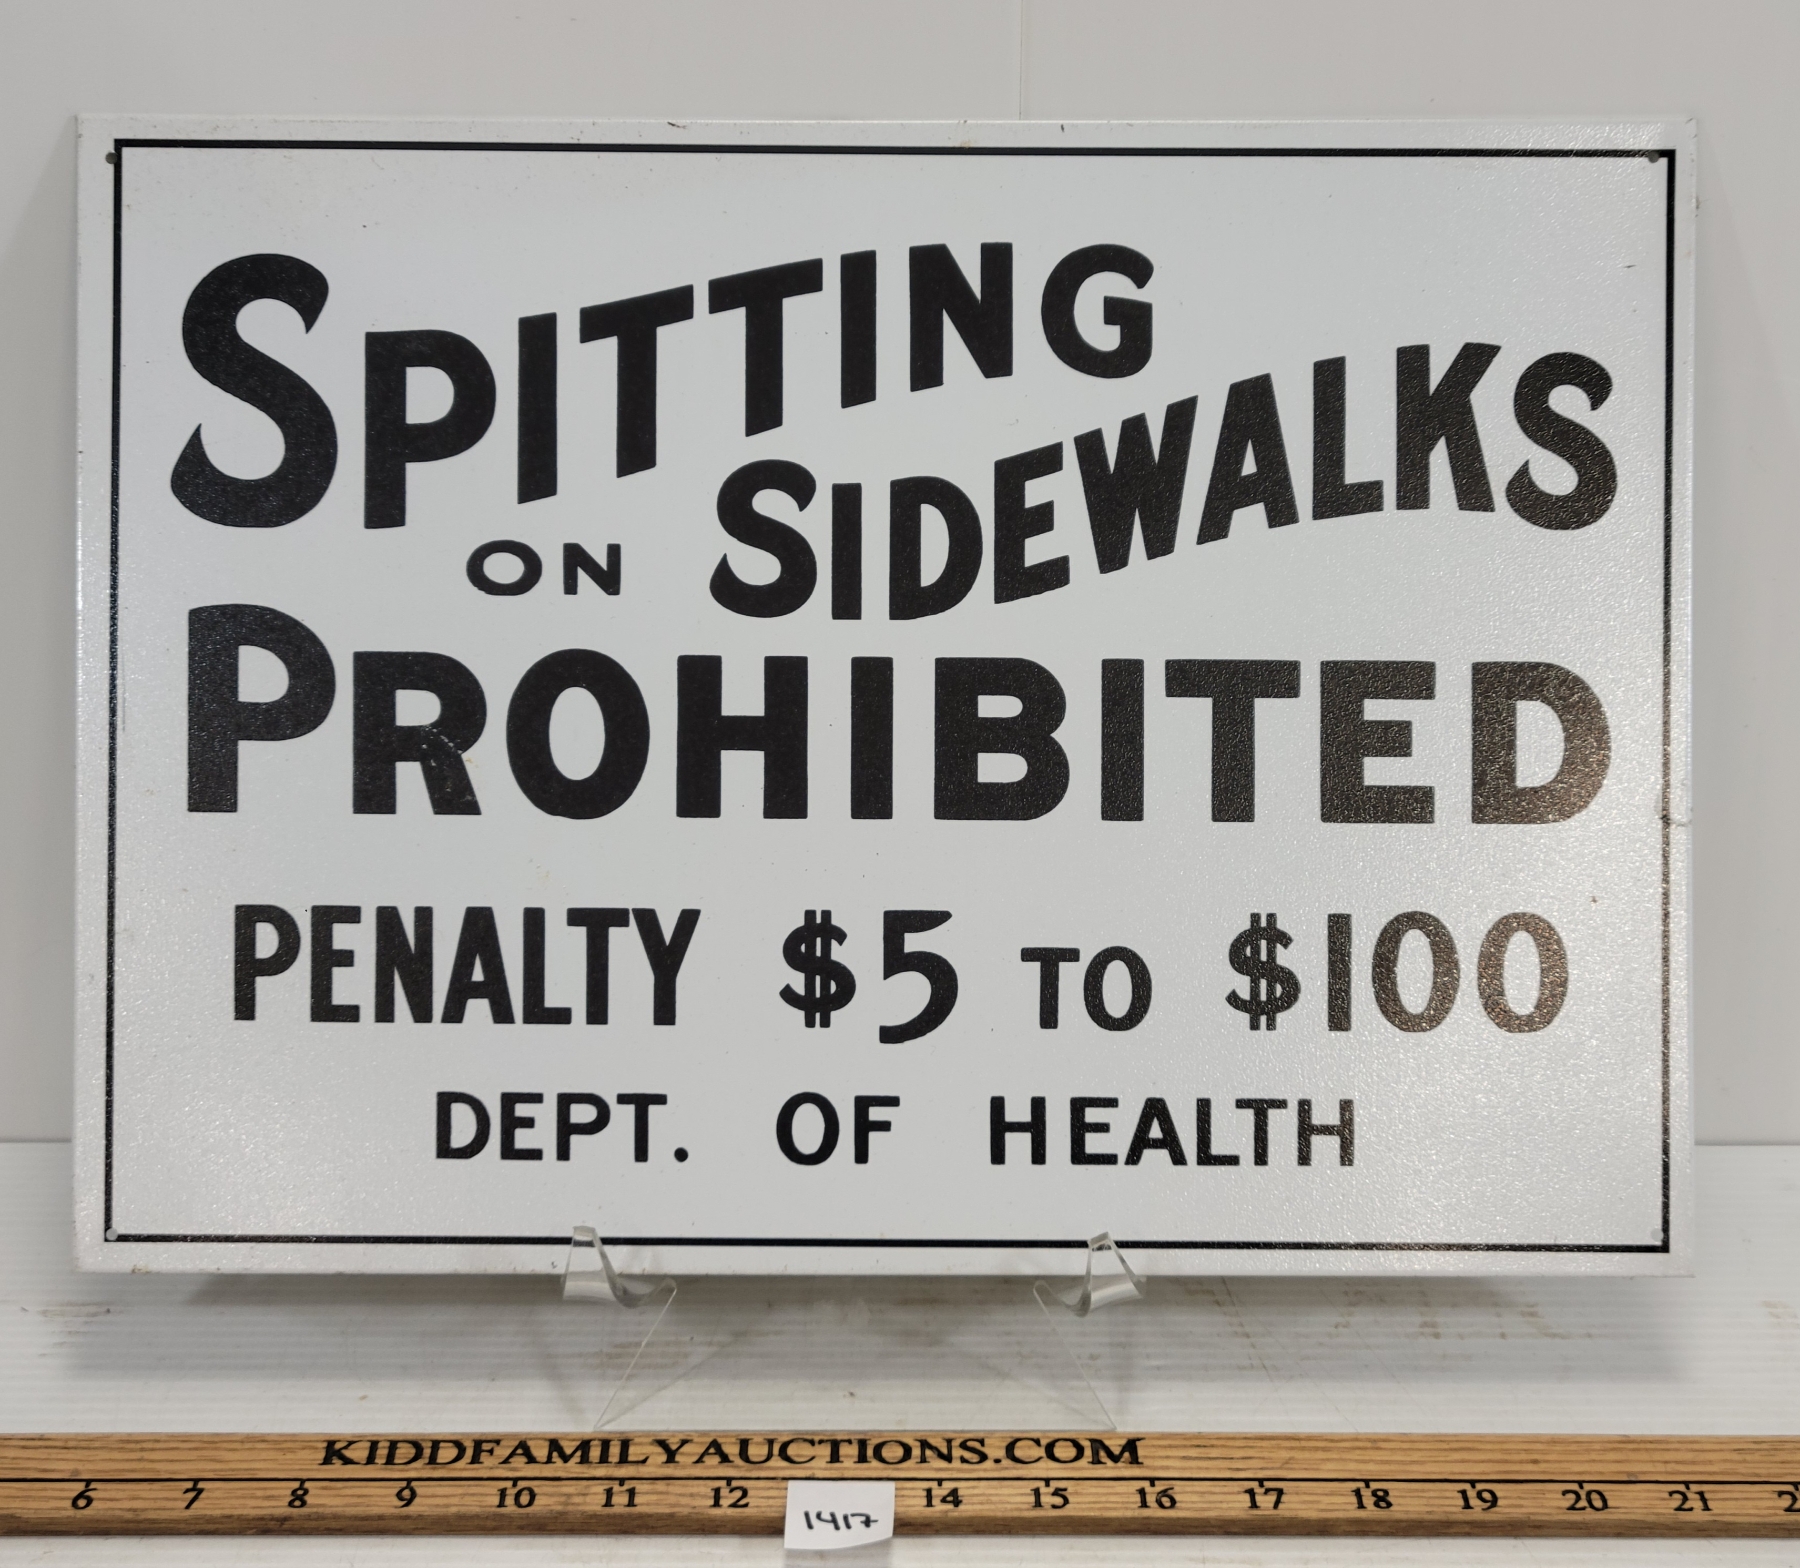 SPITTING
ON SIDEWALKS
PROHIBITED
PENALTY $5 TO $100
DEPT. OF HEALTH
KIDDFAMILYAUCTIONS.COM
6 7 8 9 10 11 12 14 15 16 17 18 19 20 21
1417